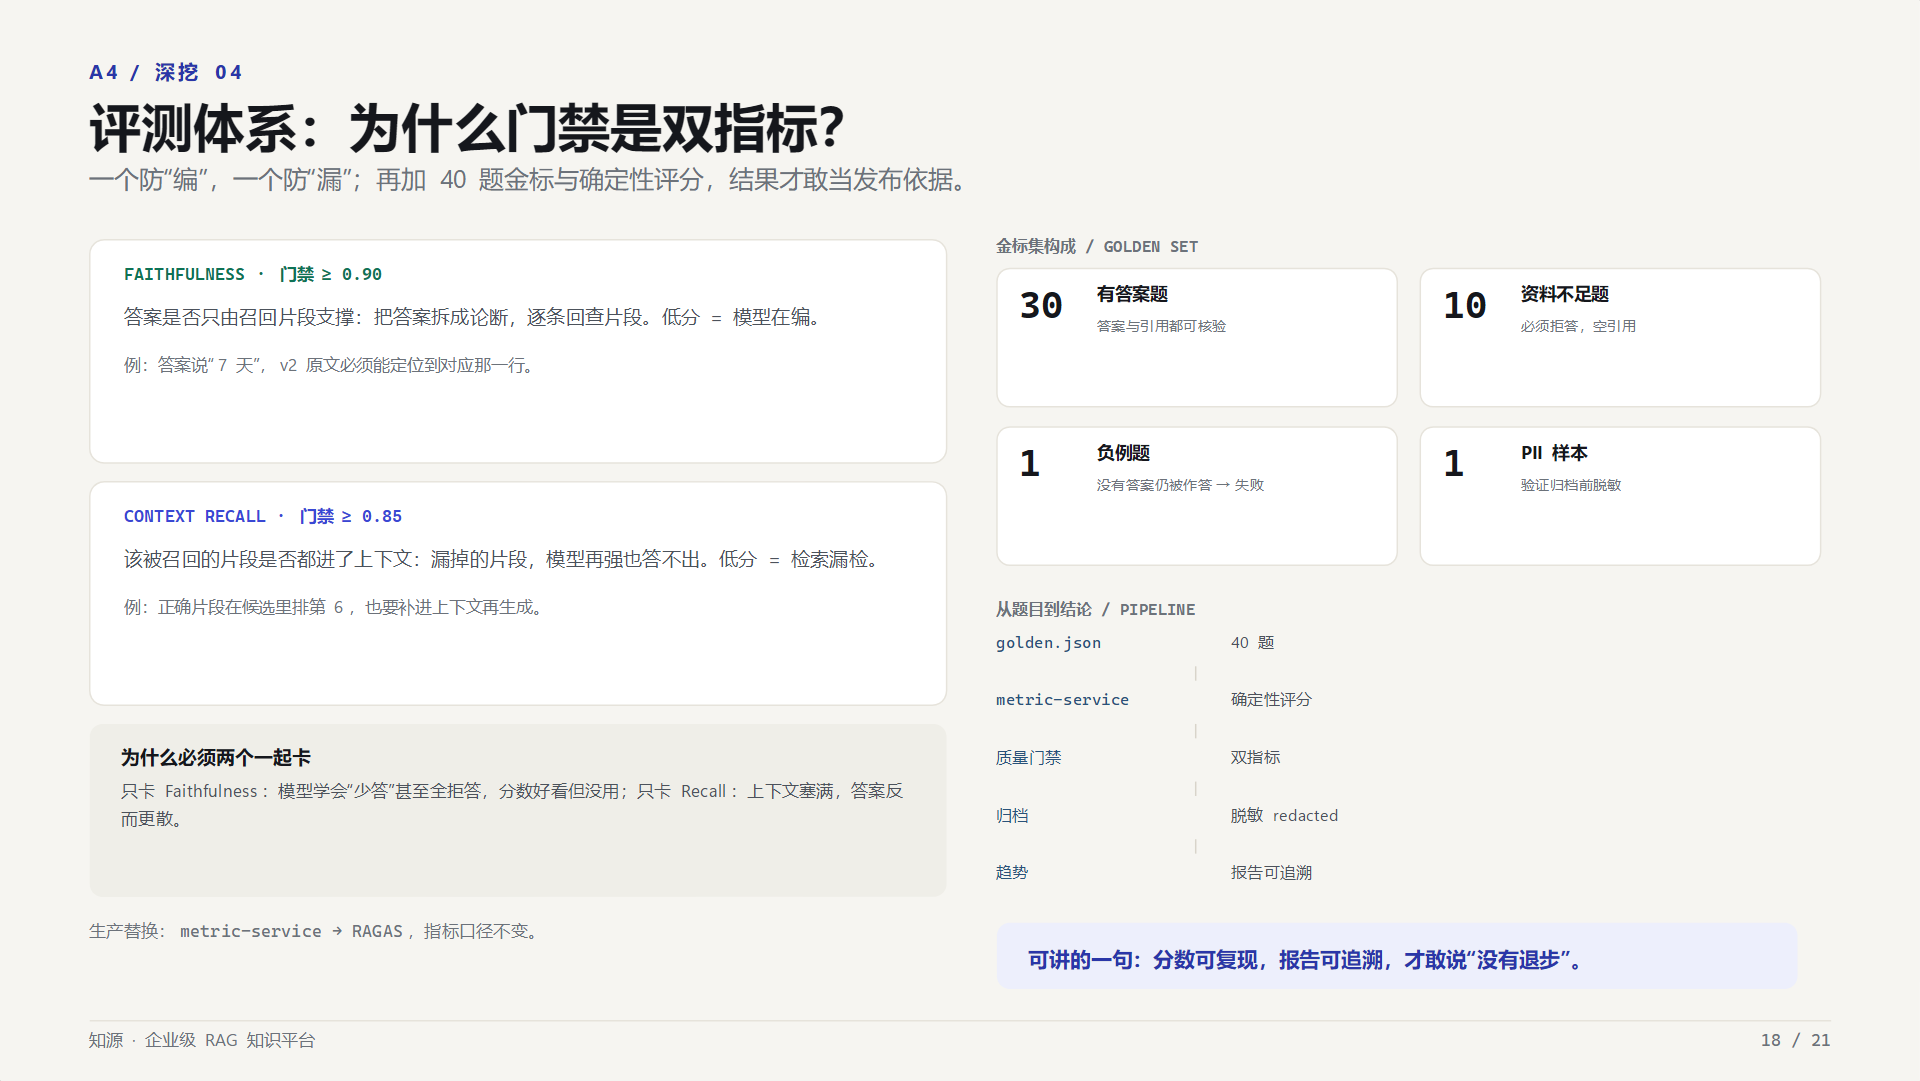 A4 / 深挖 04
评测体系：为什么门禁是双指标？
一个防“编”，一个防“漏”；再加 40 题金标与确定性评分，结果才敢当发布依据。
FAITHFULNESS · 门禁 ≥ 0.90
答案是否只由召回片段支撑：把答案拆成论断，逐条回查片段。低分 = 模型在编。
例：答案说“7 天”， v2 原文必须能定位到对应那一行。
CONTEXT RECALL · 门禁 ≥ 0.85
该被召回的片段是否都进了上下文：漏掉的片段，模型再强也答不出。低分 = 检索漏检。
例：正确片段在候选里排第 6 ，也要补进上下文再生成。
为什么必须两个一起卡
只卡 Faithfulness ：模型学会“少答”甚至全拒答，分数好看但没用；只卡 Recall ：上下文塞满，答案反
而更散。
生产替换： metric-service → RAGAS ，指标口径不变。
金标集构成 / GOLDEN SET
30
有答案题
答案与引用都可核验
10
资料不足题
必须拒答，空引用
1
负例题
没有答案仍被作答 → 失败
1
PII 样本
验证归档前脱敏
从题目到结论 / PIPELINE
golden.json 40 题
metric-service 确定性评分
质量门禁 双指标
归档 脱敏 redacted
趋势 报告可追溯
可讲的一句：分数可复现，报告可追溯，才敢说“没有退步”。
知源 · 企业级 RAG 知识平台
18 / 21